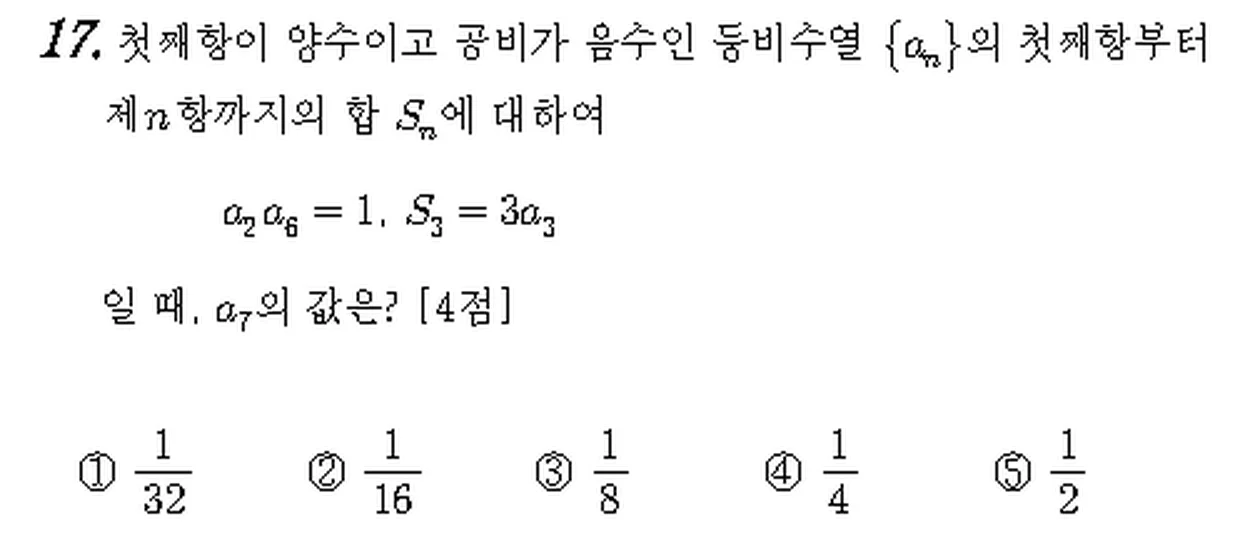 17. 첫째항이 양수이고 공비가 음수인 등비수열 {aₙ}의 첫째항부터
제n항까지의 합 Sₙ에 대하여
a₂a₆ = 1, S₃ = 3a₃
일 때, a₇의 값은? [4점]
① 1/32 ② 1/16 ③ 1/8 ④ 1/4 ⑤ 1/2